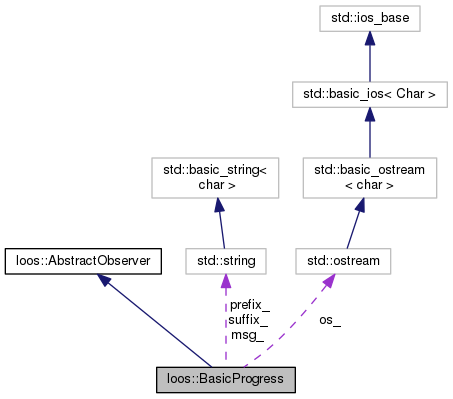 std::ios_base
std::basic_ios< Char >
std::basic_string<
char >
std::basic_ostream
< char >
loos::AbstractObserver
std::string
std::ostream
prefix_
suffix_
msg_
os_
loos::BasicProgress